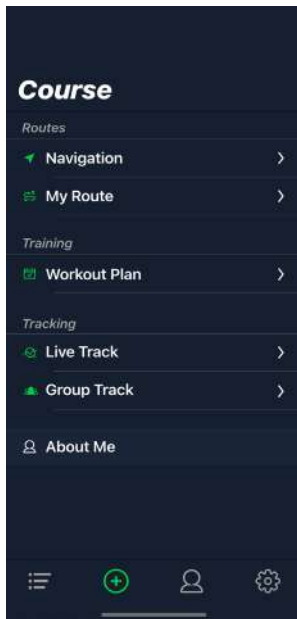 Course
Routes
Navigation
My Route
Training
Workout Plan
Tracking
Live Track
Group Track
About Me